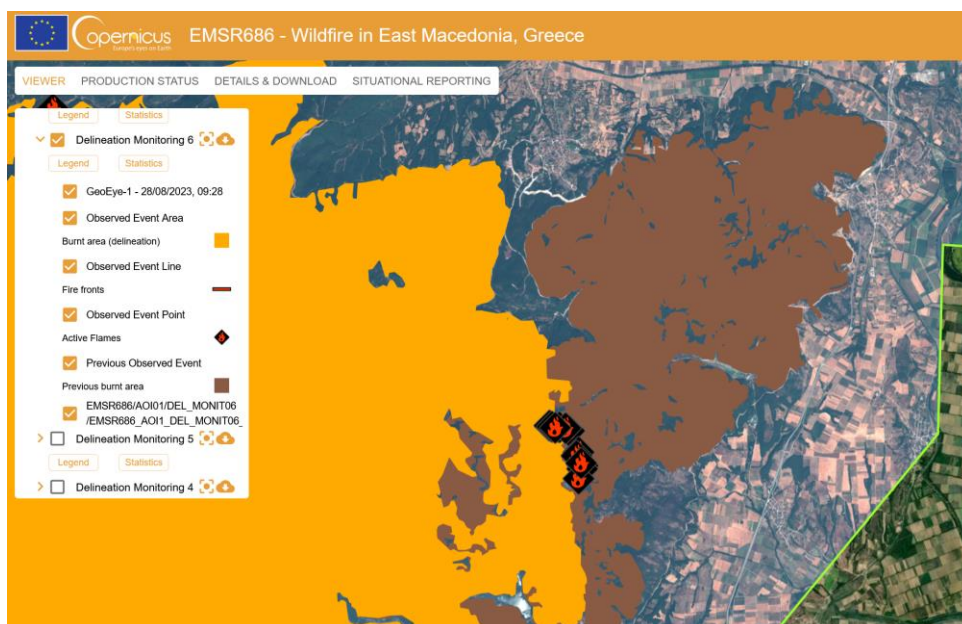 Copernicus
Europe's eyes on Earth
EMSR686 - Wildfire in East Macedonia, Greece
VIEWER PRODUCTION STATUS DETAILS & DOWNLOAD SITUATIONAL REPORTING
Legend Statistics
Delineation Monitoring 6
Legend Statistics
GeoEye-1 - 28/08/2023, 09:28
Observed Event Area
Burnt area (delineation)
Observed Event Line
Fire fronts
Observed Event Point
Active Flames
Previous Observed Event
Previous burnt area
EMSR686/AOI01/DEL_MONIT06
/EMSR686_AOI1_DEL_MONIT06_
Delineation Monitoring 5
Legend Statistics
Delineation Monitoring 4